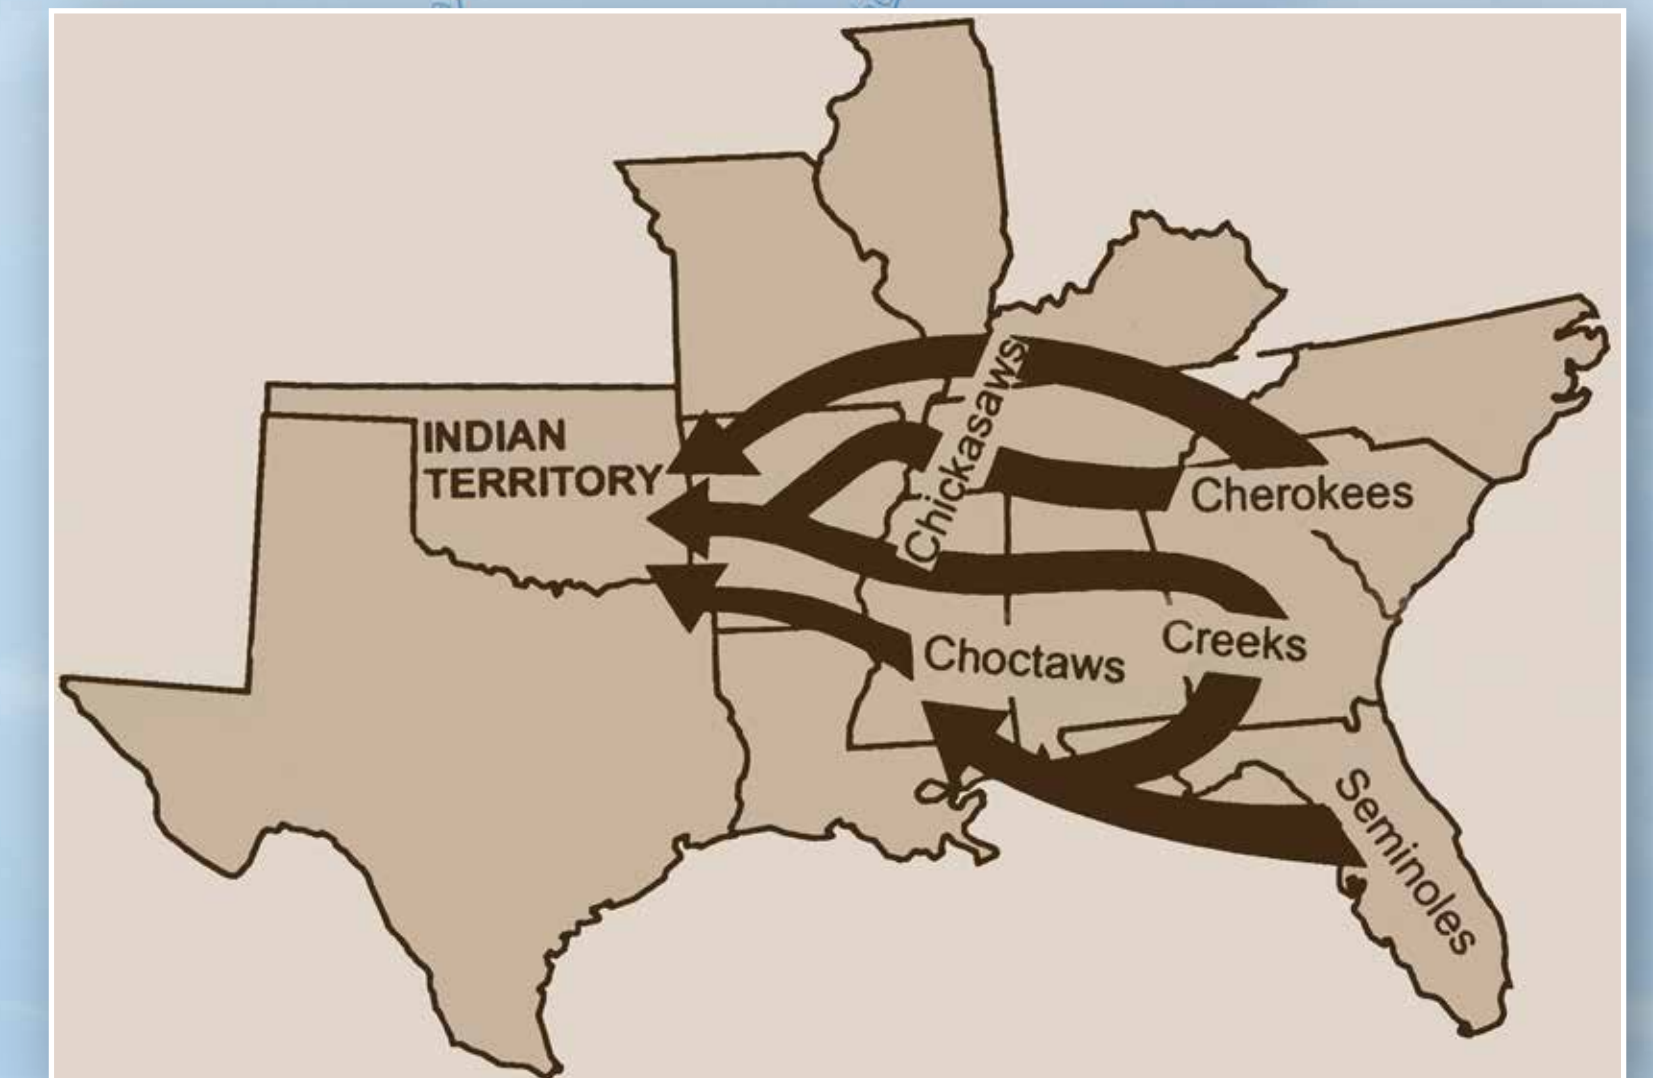 INDIAN
TERRITORY
Chickasaws
Cherokees
Creeks
Choctaws
Seminoles